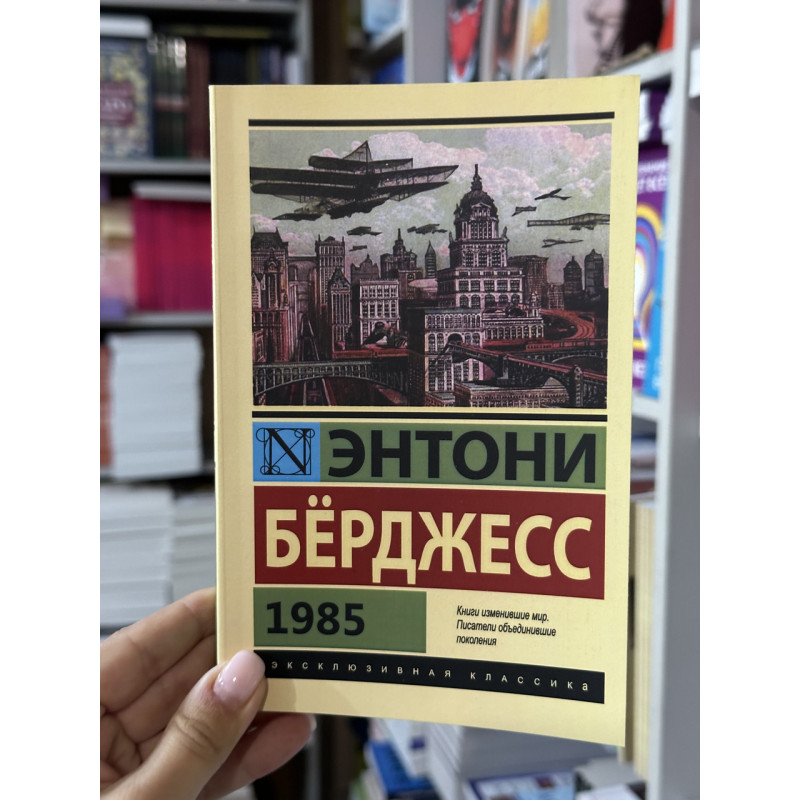 N ЭНТОНИ
БЁРДЖЕСС
1985
Книги изменившие мир.
Писатели объединившие
поколения
ЭКСКЛЮЗИВНАЯ КЛАССИКа